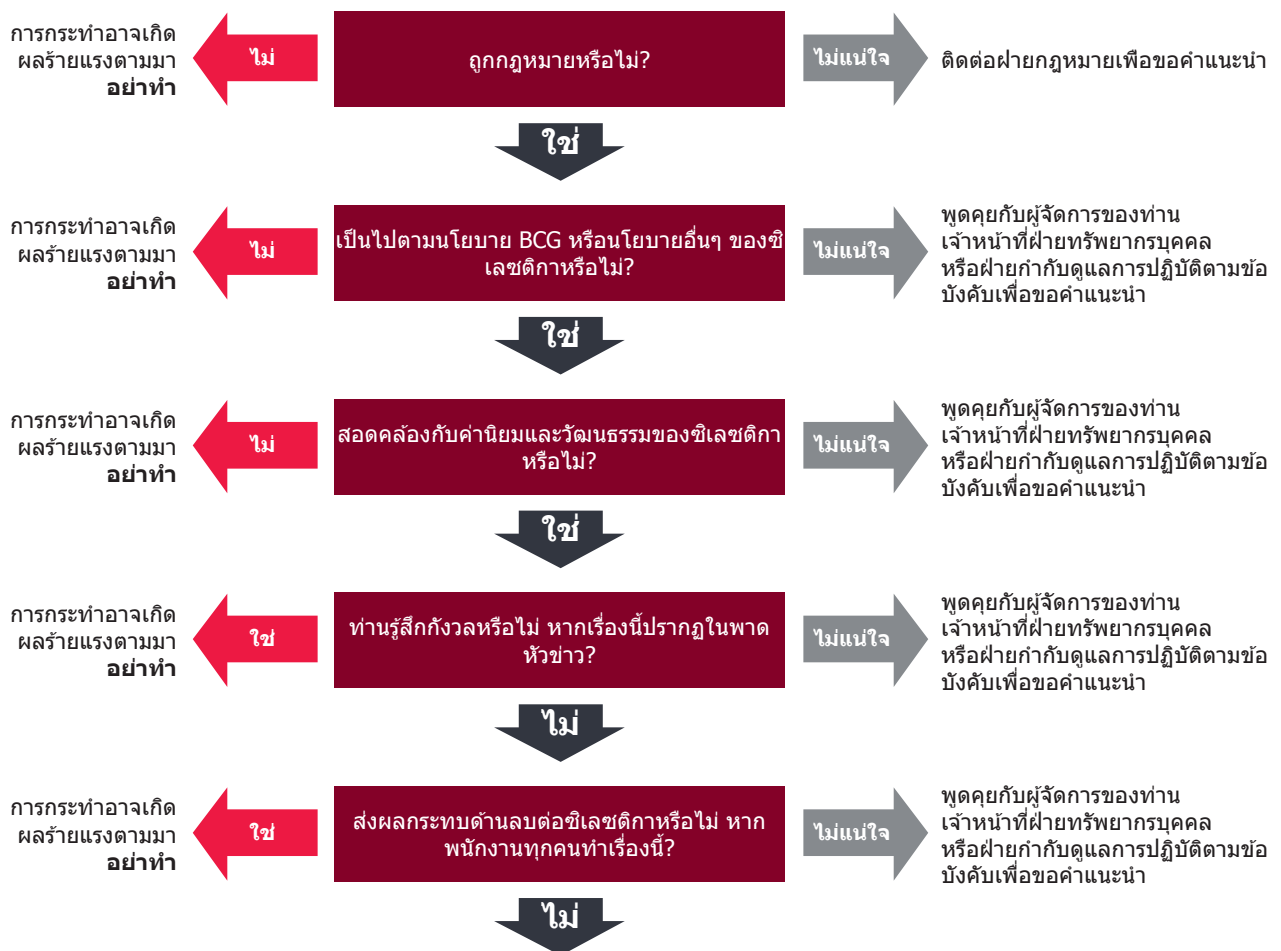 การกระทำอาจเกิด
ผลร้ายแรงตามมา
อย่าทำ
ไม่
ถูกกฎหมายหรือไม่?
ไม่แน่ใจ
ติดต่อฝ่ายกฎหมายเพื่อขอคำแนะนำ
ใช่
การกระทำอาจเกิด
ผลร้ายแรงตามมา
อย่าทำ
ไม่
เป็นไปตามนโยบาย BCG หรือนโยบายอื่นๆ ของซิ
เลซติกาหรือไม่?
ไม่แน่ใจ
พูดคุยกับผู้จัดการของท่าน
เจ้าหน้าที่ฝ่ายทรัพยากรบุคคล
หรือฝ่ายกำกับดูแลการปฏิบัติตามข้อ
บังคับเพื่อขอคำแนะนำ
ใช่
การกระทำอาจเกิด
ผลร้ายแรงตามมา
อย่าทำ
ไม่
สอดคล้องกับค่านิยมและวัฒนธรรมของซิเลซติกา
หรือไม่?
ไม่แน่ใจ
พูดคุยกับผู้จัดการของท่าน
เจ้าหน้าที่ฝ่ายทรัพยากรบุคคล
หรือฝ่ายกำกับดูแลการปฏิบัติตามข้อ
บังคับเพื่อขอคำแนะนำ
ใช่
การกระทำอาจเกิด
ผลร้ายแรงตามมา
อย่าทำ
ใช่
ท่านรู้สึกกังวลหรือไม่ หากเรื่องนี้ปรากฏในพาด
หัวข่าว?
ไม่แน่ใจ
พูดคุยกับผู้จัดการของท่าน
เจ้าหน้าที่ฝ่ายทรัพยากรบุคคล
หรือฝ่ายกำกับดูแลการปฏิบัติตามข้อ
บังคับเพื่อขอคำแนะนำ
ไม่
การกระทำอาจเกิด
ผลร้ายแรงตามมา
อย่าทำ
ใช่
ส่งผลกระทบด้านลบต่อซิเลซติกาหรือไม่ หาก
พนักงานทุกคนทำเรื่องนี้?
ไม่แน่ใจ
พูดคุยกับผู้จัดการของท่าน
เจ้าหน้าที่ฝ่ายทรัพยากรบุคคล
หรือฝ่ายกำกับดูแลการปฏิบัติตามข้อ
บังคับเพื่อขอคำแนะนำ
ไม่